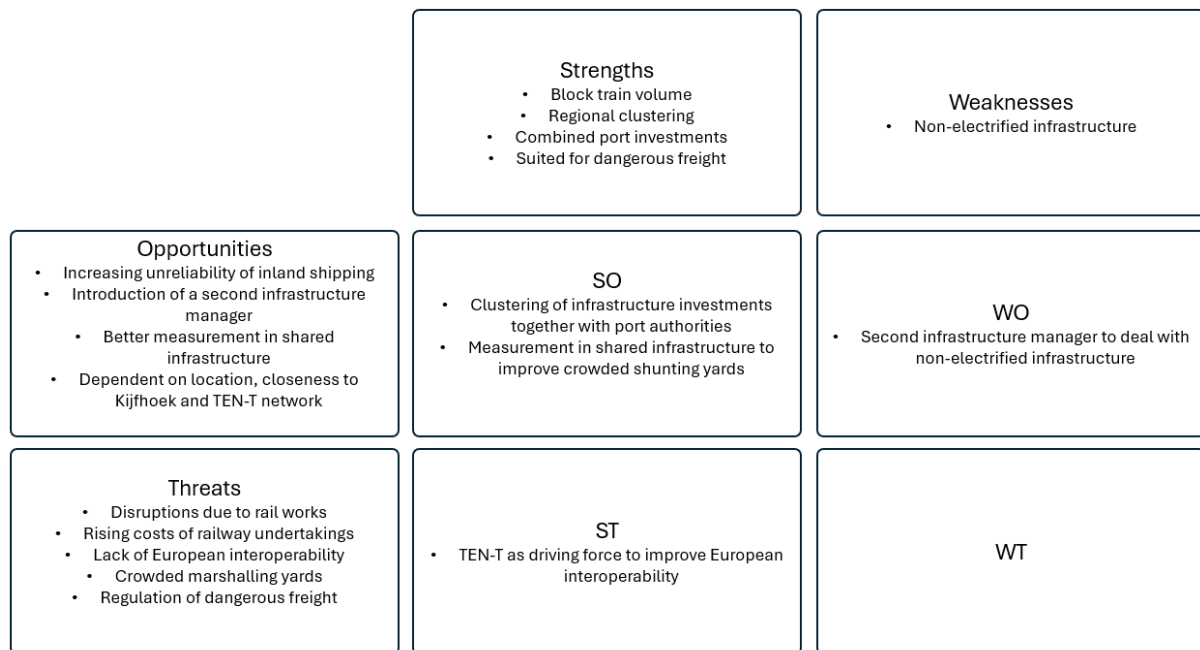 Strengths
• Block train volume
• Regional clustering
• Combined port investments
• Suited for dangerous freight
Weaknesses
• Non-electrified infrastructure
Opportunities
• Increasing unreliability of inland shipping
• Introduction of a second infrastructure
manager
• Better measurement in shared
infrastructure
• Dependent on location, closeness to
Kijfhoek and TEN-T network
SO
• Clustering of infrastructure investments
together with port authorities
• Measurement in shared infrastructure to
improve crowded shunting yards
WO
• Second infrastructure manager to deal with
non-electrified infrastructure
Threats
• Disruptions due to rail works
• Rising costs of railway undertakings
• Lack of European interoperability
• Crowded marshalling yards
• Regulation of dangerous freight
ST
• TEN-T as driving force to improve European
interoperability
WT